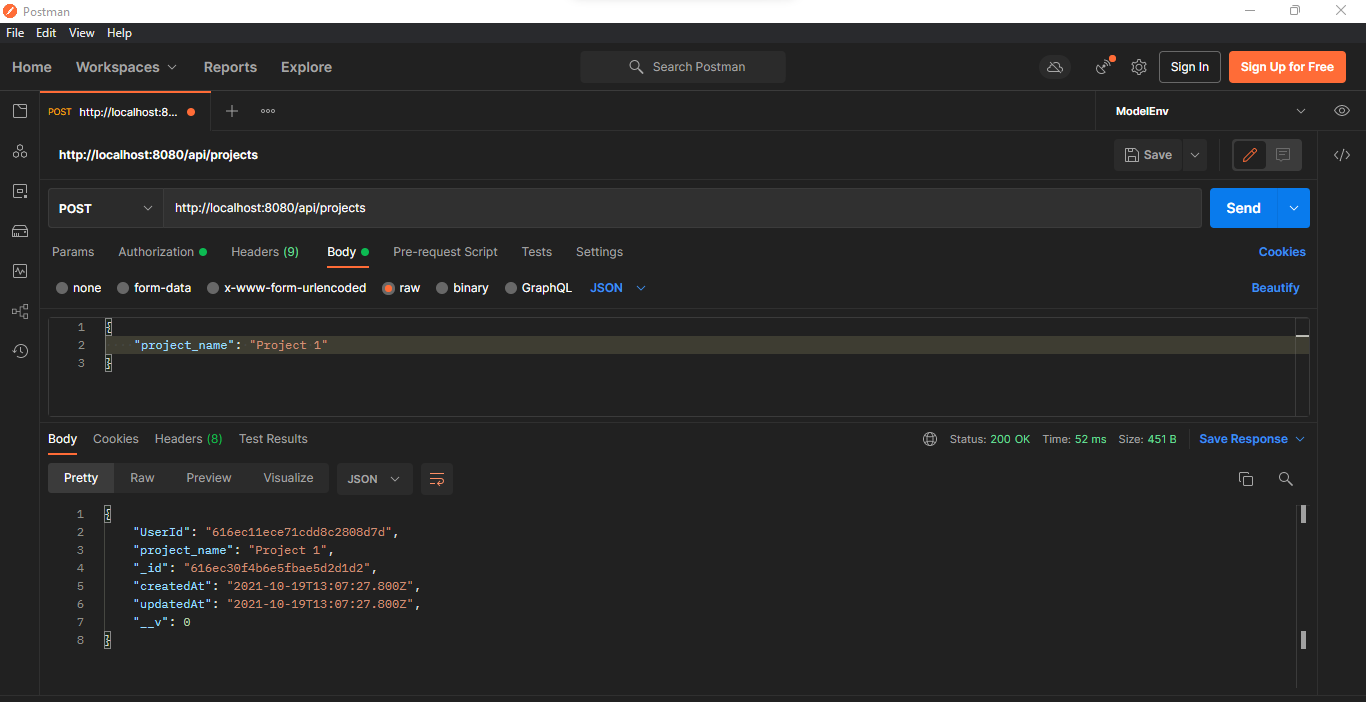 Postman
File Edit View Help
Home Workspaces Reports Explore Search Postman Sign In Sign Up for Free
POST http://localhost:8... ModelEnv
http://localhost:8080/api/projects Save
POST http://localhost:8080/api/projects Send
Params Authorization Headers (9) Body Pre-request Script Tests Settings Cookies
none form-data x-www-form-urlencoded raw binary GraphQL JSON Beautify
1 {
2 "project_name": "Project 1"
3 }
Body Cookies Headers (8) Test Results Status: 200 OK Time: 52 ms Size: 451 B Save Response
Pretty Raw Preview Visualize JSON
1 {
2 "UserId": "616ec11ece71cdd8c2808d7d",
3 "project_name": "Project 1",
4 "_id": "616ec30f4b6e5fbae5d2d1d2",
5 "createdAt": "2021-10-19T13:07:27.800Z",
6 "updatedAt": "2021-10-19T13:07:27.800Z",
7 "__v": 0
8 }